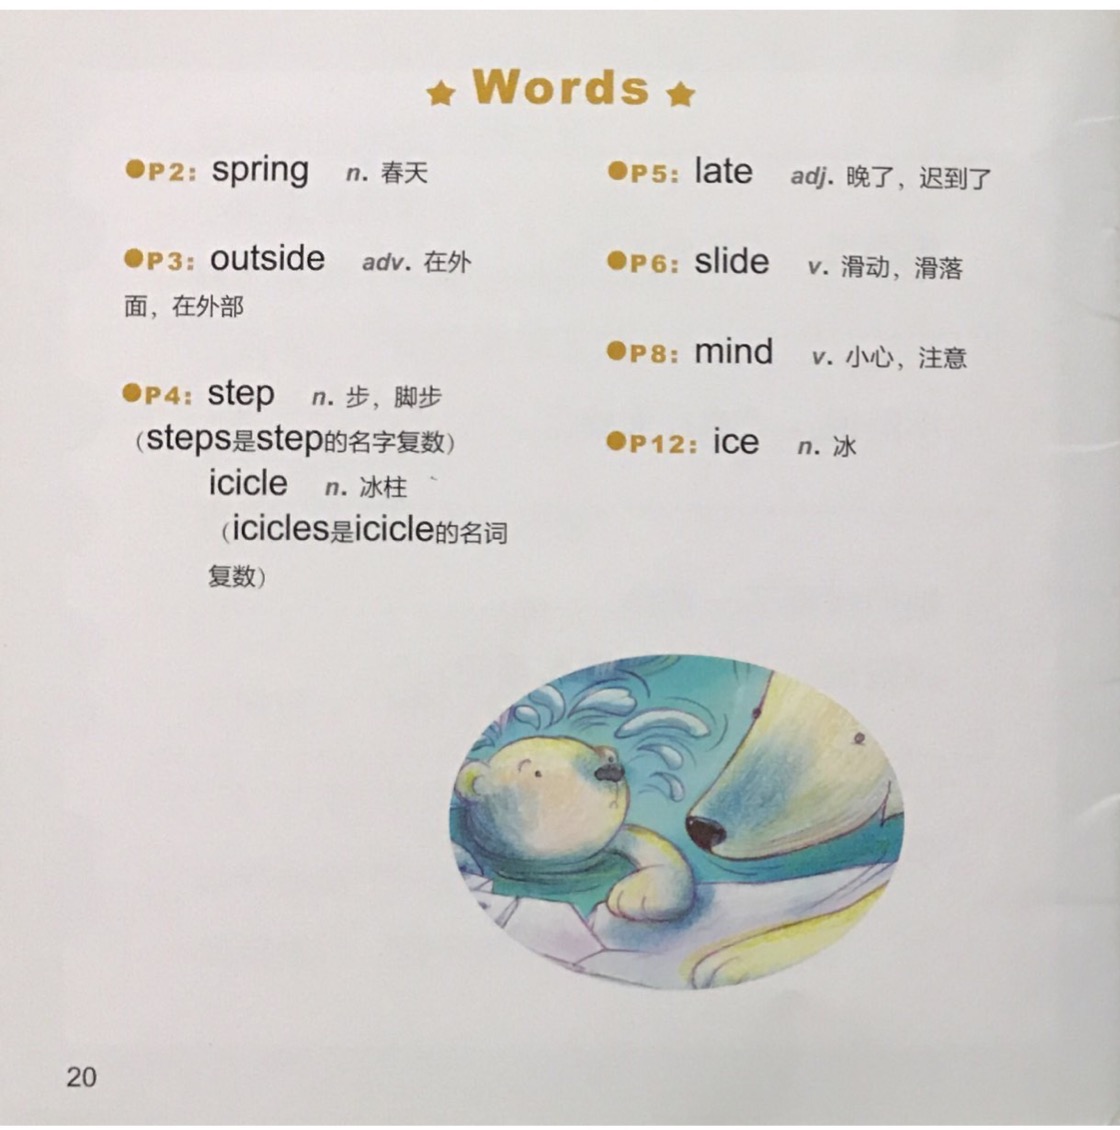 ★ Words ★
●P2: spring n. 春天
●P3: outside adv. 在外
面，在外部
●P4: step n. 步，脚步
（steps是step的名字复数）
icicle n. 冰柱
（icicles是icicle的名词
复数）
●P5: late adj. 晚了，迟到了
●P6: slide v. 滑动，滑落
●P8: mind v. 小心，注意
●P12: ice n. 冰
20